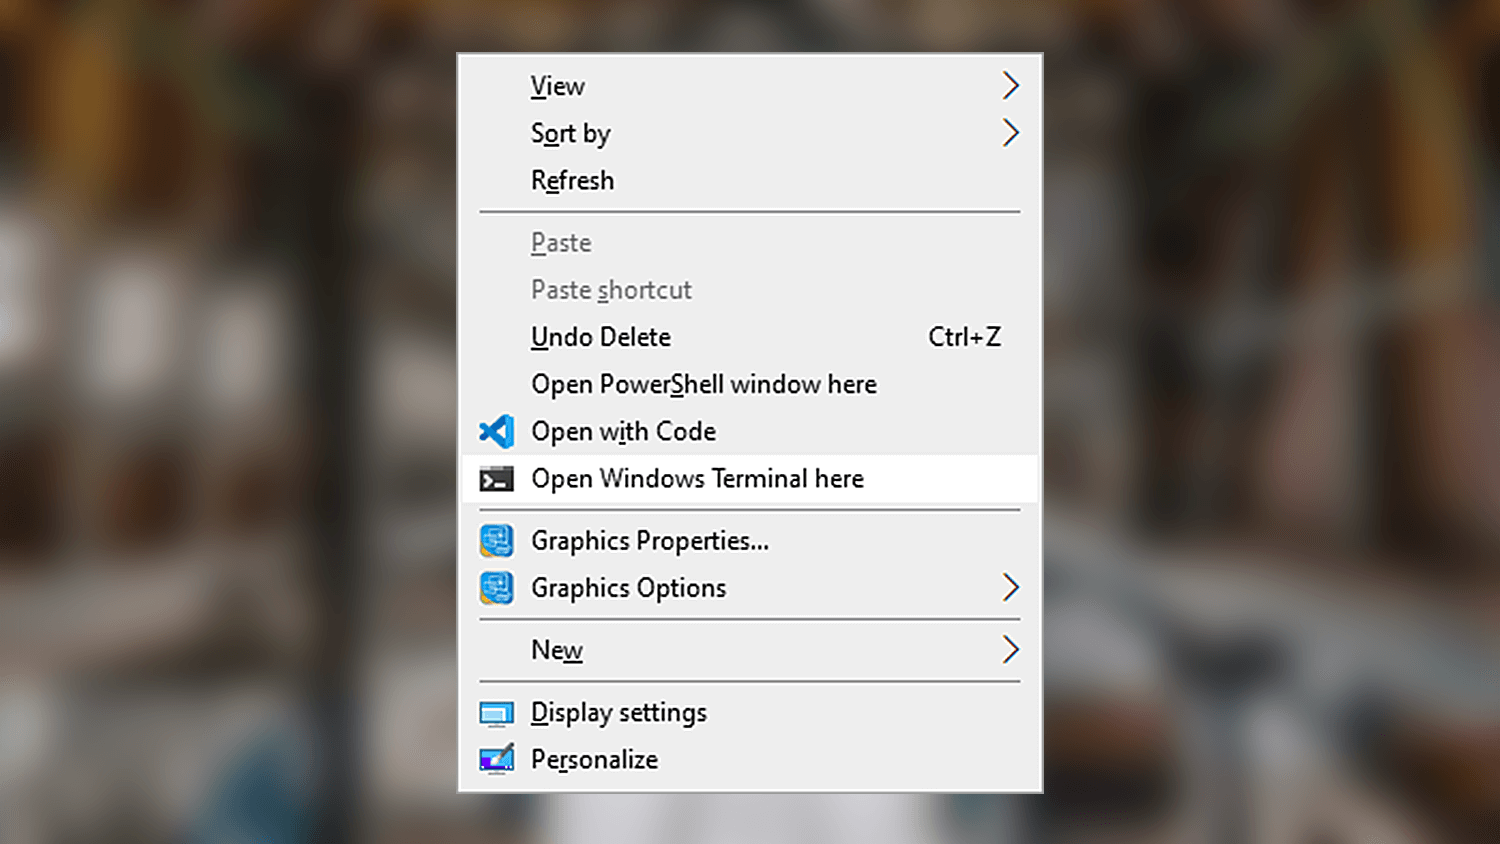 View
Sort by
Refresh
Paste
Paste shortcut
Undo Delete Ctrl+Z
Open PowerShell window here
Open with Code
Open Windows Terminal here
Graphics Properties...
Graphics Options
New
Display settings
Personalize